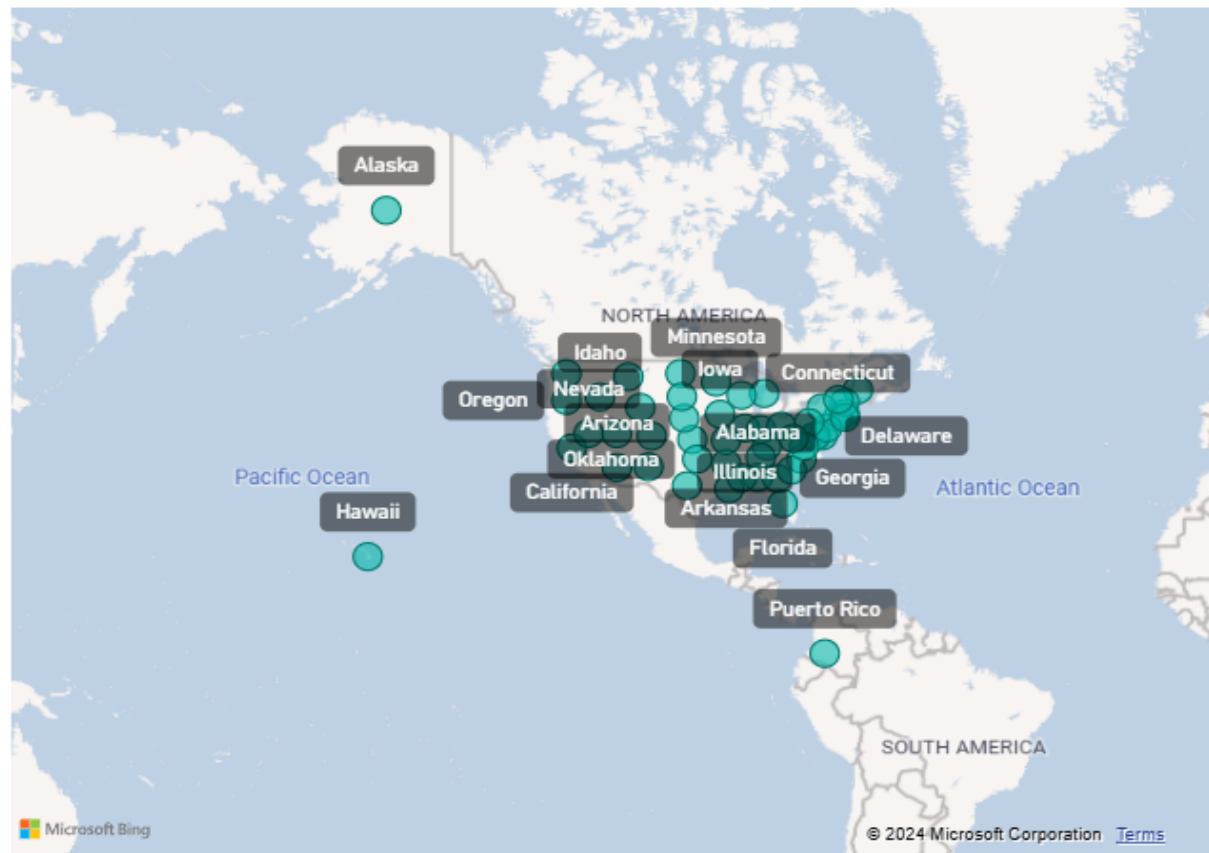 Alaska
NORTH AMERICA
Minnesota
Idaho
Iowa
Connecticut
Nevada
Oregon
Arizona
Alabama
Delaware
Oklahoma
Illinois
Georgia
Pacific Ocean
California
Atlantic Ocean
Hawaii
Arkansas
Florida
Puerto Rico
SOUTH AMERICA
Microsoft Bing
© 2024 Microsoft Corporation Terms